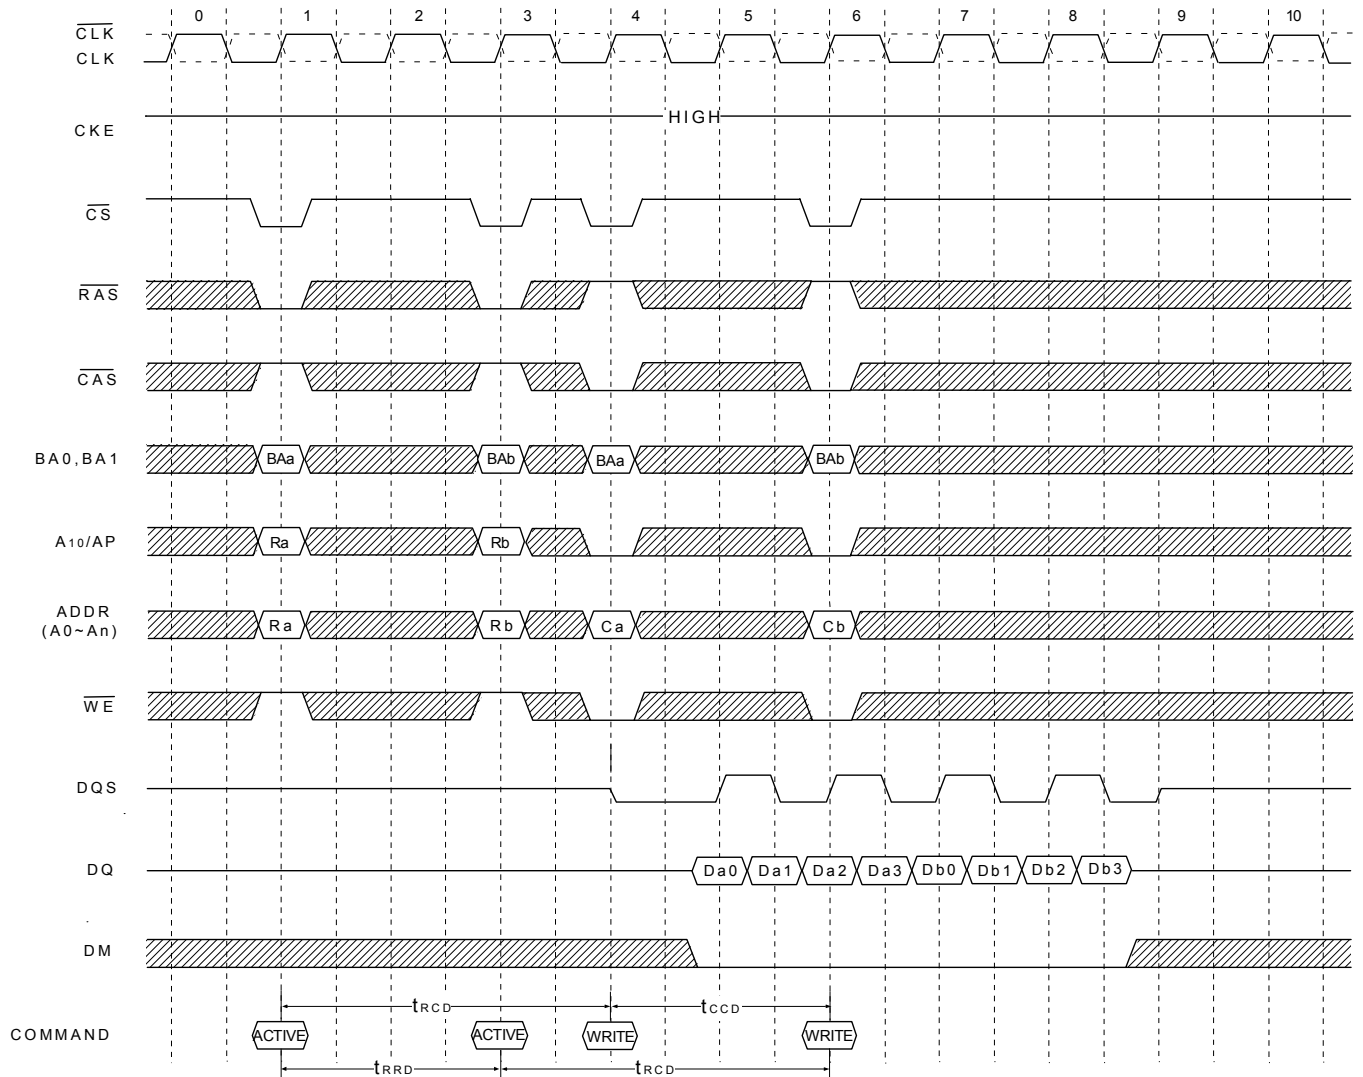 0 1 2 3 4 5 6 7 8 9 10
CLK
CLK
CKE HIGH
CS
RAS
CAS
BA0,BA1 BAa BAb BAa BAb
A10/AP Ra Rb
ADDR
(A0~An) Ra Rb Ca Cb
WE
DQS
DQ Da0 Da1 Da2 Da3 Db0 Db1 Db2 Db3
DM
tRCD tCCD
COMMAND ACTIVE ACTIVE WRITE WRITE
tRRD tRCD